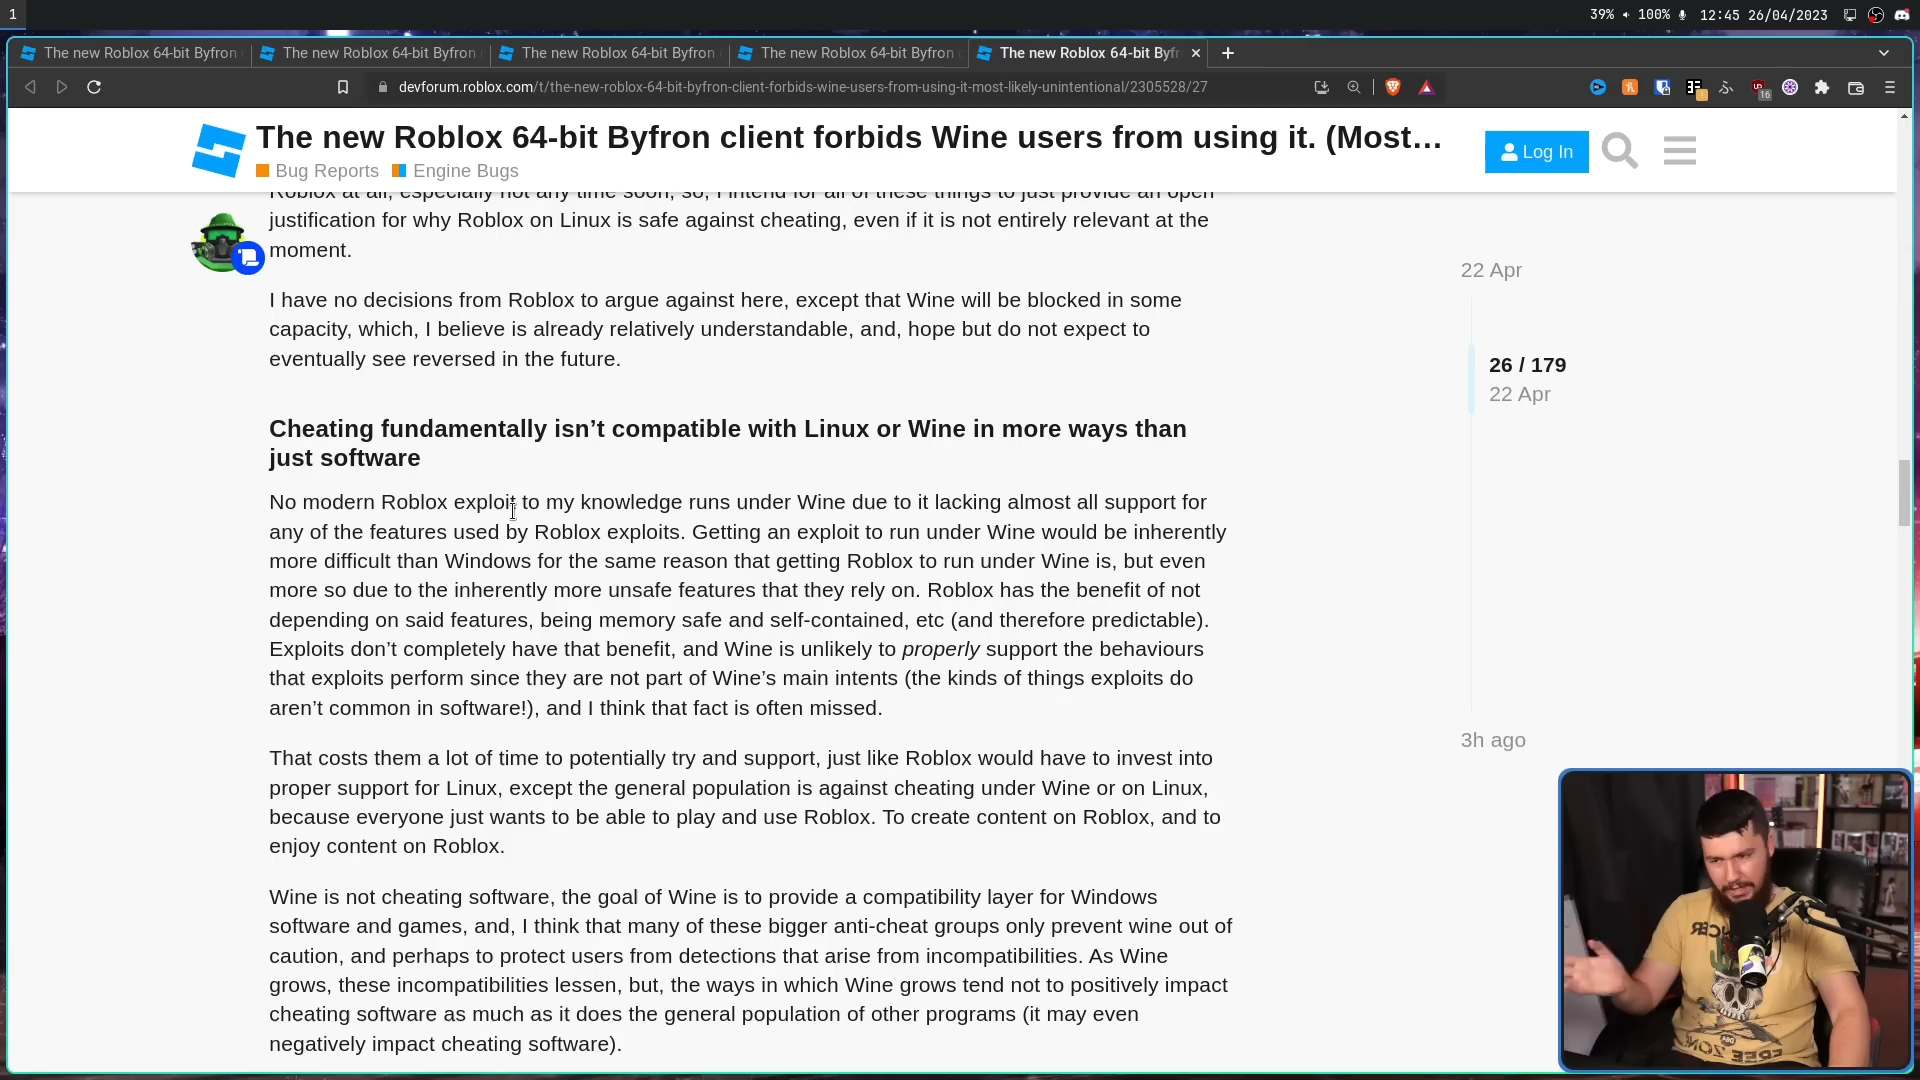 1
39% 100% 12:45 26/04/2023
The new Roblox 64-bit Byfron
The new Roblox 64-bit Byfron
The new Roblox 64-bit Byfron
The new Roblox 64-bit Byfron
The new Roblox 64-bit Byfr
devforum.roblox.com/t/the-new-roblox-64-bit-byfron-client-forbids-wine-users-from-using-it-most-likely-unintentional/2305528/27
16
The new Roblox 64-bit Byfron client forbids Wine users from using it. (Most...
Bug Reports Engine Bugs
Log In
Roblox at all, especially not any time soon, so, I intend for all of these things to just provide an open
justification for why Roblox on Linux is safe against cheating, even if it is not entirely relevant at the
moment.
I have no decisions from Roblox to argue against here, except that Wine will be blocked in some
capacity, which, I believe is already relatively understandable, and, hope but do not expect to
eventually see reversed in the future.
Cheating fundamentally isn’t compatible with Linux or Wine in more ways than
just software
No modern Roblox exploit to my knowledge runs under Wine due to it lacking almost all support for
any of the features used by Roblox exploits. Getting an exploit to run under Wine would be inherently
more difficult than Windows for the same reason that getting Roblox to run under Wine is, but even
more so due to the inherently more unsafe features that they rely on. Roblox has the benefit of not
depending on said features, being memory safe and self-contained, etc (and therefore predictable).
Exploits don’t completely have that benefit, and Wine is unlikely to properly support the behaviours
that exploits perform since they are not part of Wine’s main intents (the kinds of things exploits do
aren’t common in software!), and I think that fact is often missed.
That costs them a lot of time to potentially try and support, just like Roblox would have to invest into
proper support for Linux, except the general population is against cheating under Wine or on Linux,
because everyone just wants to be able to play and use Roblox. To create content on Roblox, and to
enjoy content on Roblox.
Wine is not cheating software, the goal of Wine is to provide a compatibility layer for Windows
software and games, and, I think that many of these bigger anti-cheat groups only prevent wine out of
caution, and perhaps to protect users from detections that arise from incompatibilities. As Wine
grows, these incompatibilities lessen, but, the ways in which Wine grows tend not to positively impact
cheating software as much as it does the general population of other programs (it may even
negatively impact cheating software).
22 Apr
26 / 179
22 Apr
3h ago
FREE ZONE